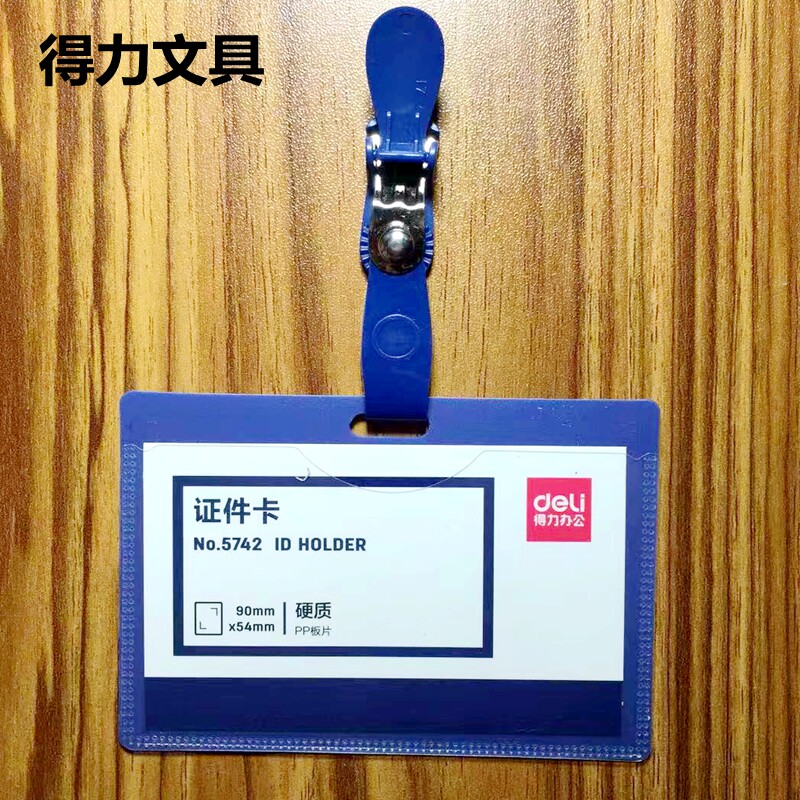 得力文具
证件卡
No.5742 ID HOLDER
90mm
x54mm
硬质
PP板片
deli
得力办公